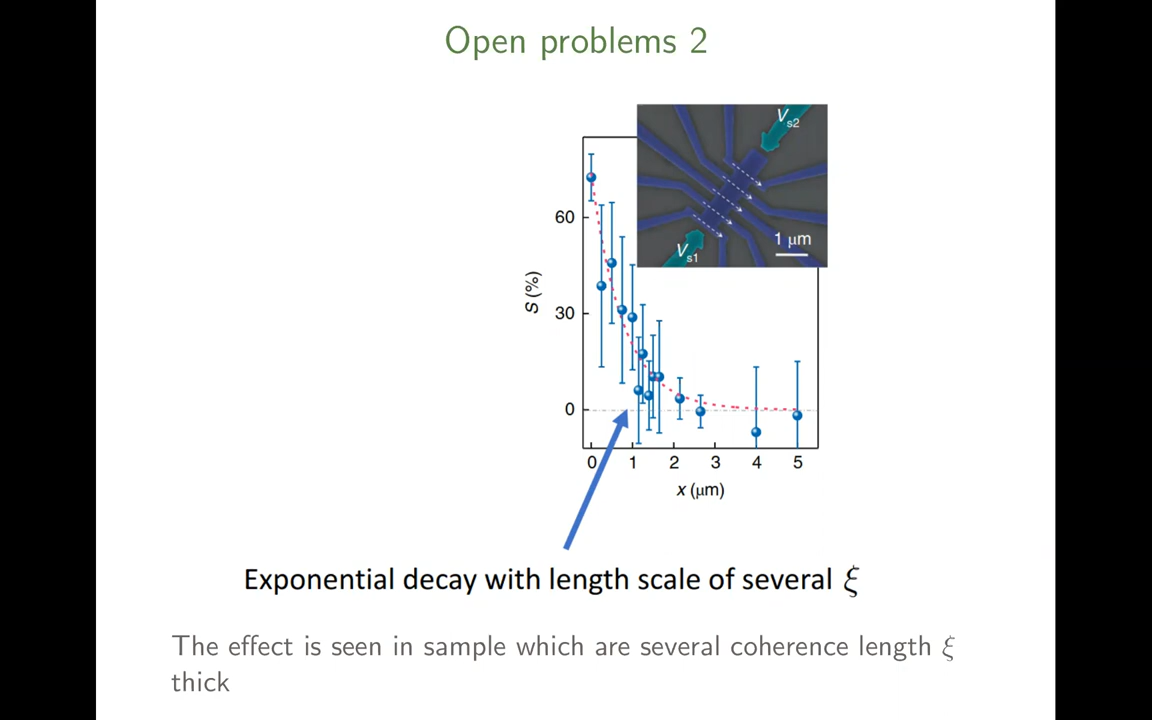 Open problems 2
V_s2
V_s1
1 μm
60
30
0
S (%)
0 1 2 3 4 5
x (μm)
Exponential decay with length scale of several ξ
The effect is seen in sample which are several coherence length ξ
thick